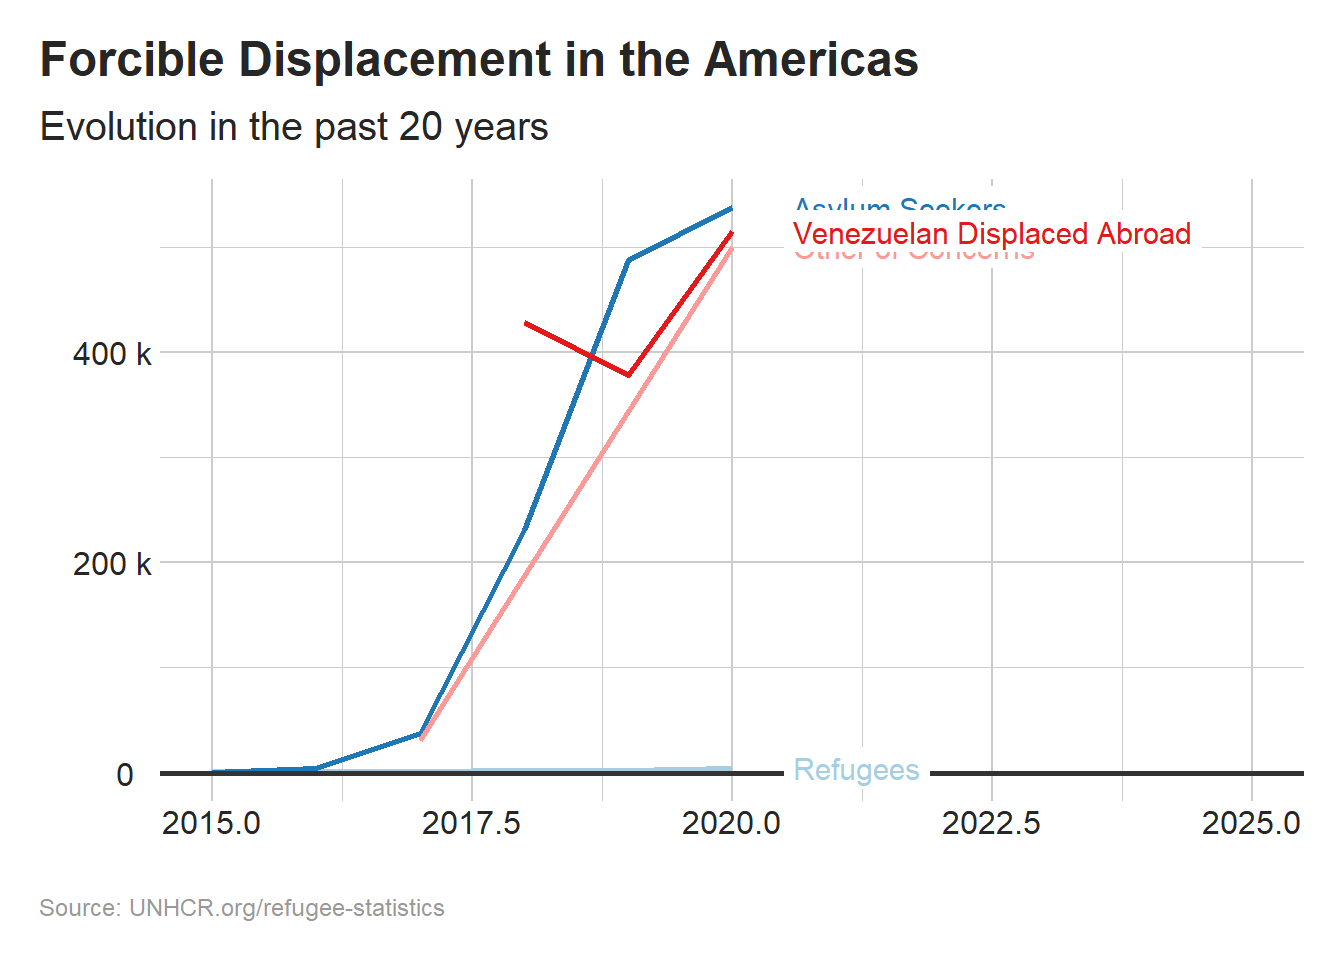 Forcible Displacement in the Americas
Evolution in the past 20 years
Asylum Seekers
Venezuelan Displaced Abroad
Other of Concerns
400 k
200 k
0
Refugees
2015.0 2017.5 2020.0 2022.5 2025.0
Source: UNHCR.org/refugee-statistics